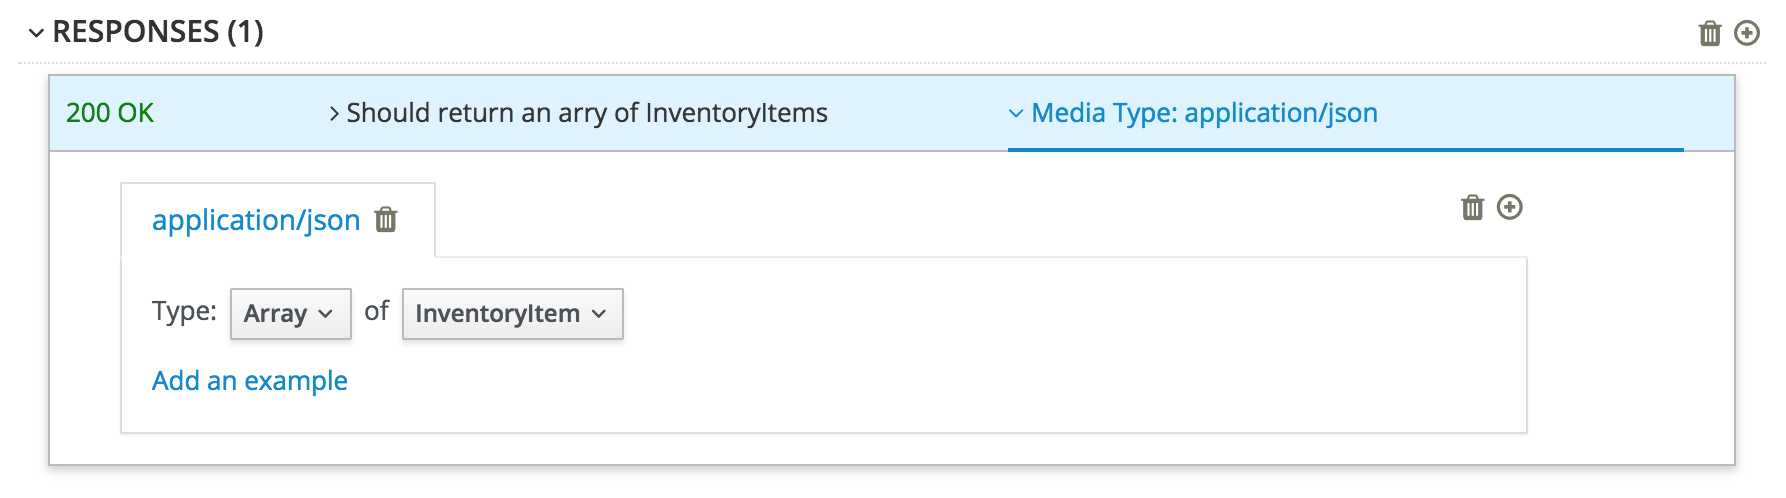 RESPONSES (1)
200 OK Should return an arry of InventoryItems Media Type: application/json
application/json
Type: Array of InventoryItem
Add an example